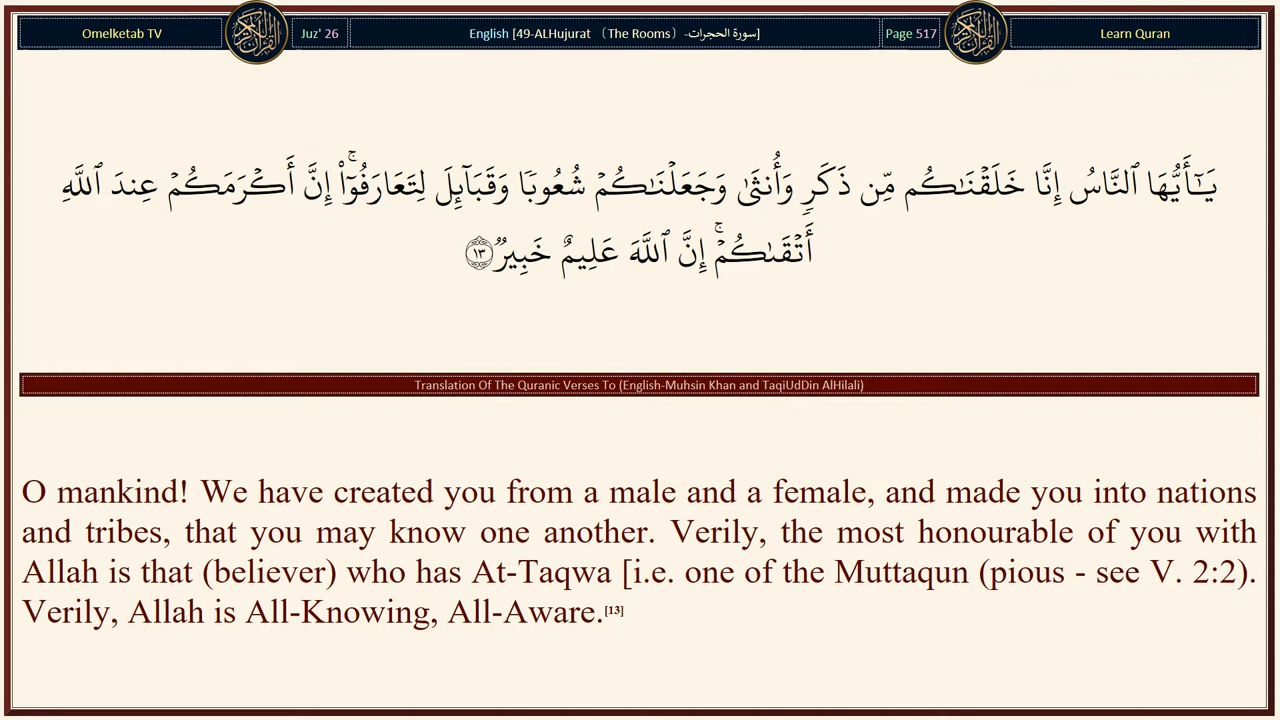 Omelketab TV
Juz' 26
English [49-ALHujurat （The Rooms） -سورة الحجرات]
Page 517
Learn Quran
يَـٰٓأَيُّهَا ٱلنَّاسُ إِنَّا خَلَقۡنَـٰكُم مِّن ذَكَرٖ وَأُنثَىٰ وَجَعَلۡنَـٰكُمۡ شُعُوبٗا وَقَبَآئِلَ لِتَعَارَفُوٓاْۚ إِنَّ أَكۡرَمَكُمۡ عِندَ ٱللَّهِ
أَتۡقَىٰكُمۡۚ إِنَّ ٱللَّهَ عَلِيمٌ خَبِيرٞ ١٣
Translation Of The Quranic Verses To (English-Muhsin Khan and TaqiUdDin AlHilali)
O mankind! We have created you from a male and a female, and made you into nations
and tribes, that you may know one another. Verily, the most honourable of you with
Allah is that (believer) who has At-Taqwa [i.e. one of the Muttaqun (pious - see V. 2:2).
Verily, Allah is All-Knowing, All-Aware.[13]